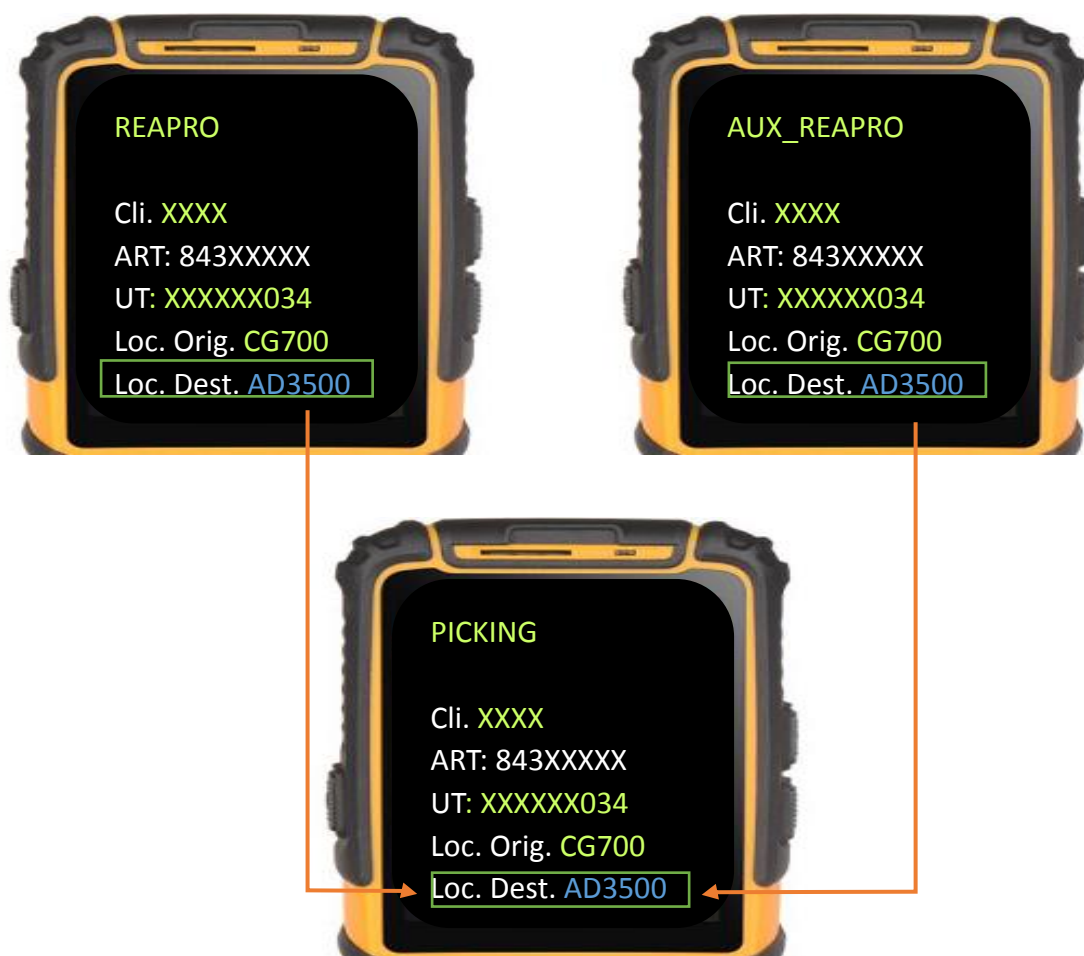 REAPRO
Cli. XXXX
ART: 843XXXXX
UT: XXXXXX034
Loc. Orig. CG700
Loc. Dest. AD3500
AUX_REAPRO
Cli. XXXX
ART: 843XXXXX
UT: XXXXXX034
Loc. Orig. CG700
Loc. Dest. AD3500
PICKING
Cli. XXXX
ART: 843XXXXX
UT: XXXXXX034
Loc. Orig. CG700
Loc. Dest. AD3500